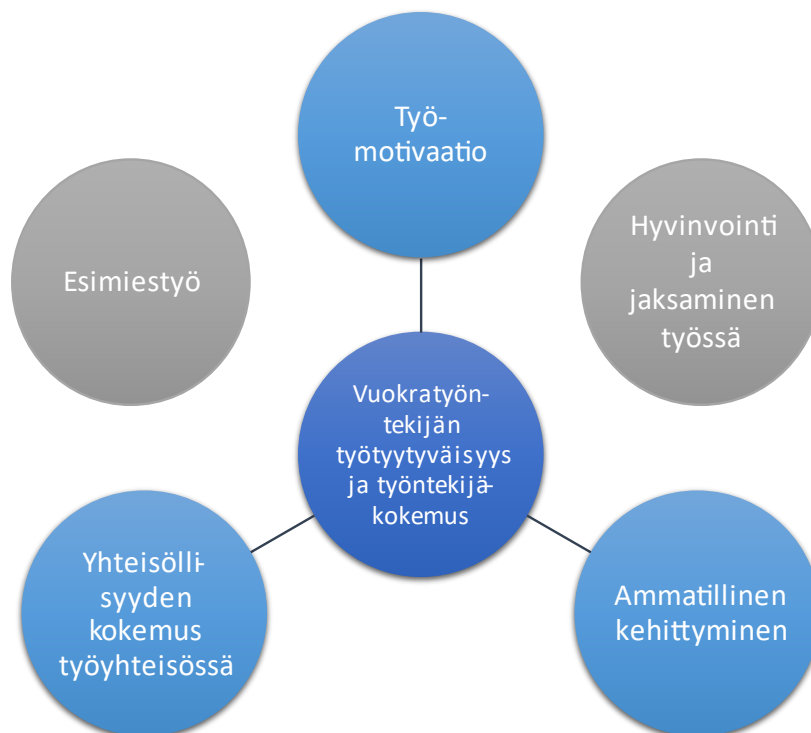 Työ-
motivaatio
Esimiestyö
Hyvinvointi
ja
jaksaminen
työssä
Vuokratyön-
tekijän
työtyytyväisyys
ja työntekijä-
kokemus
Yhteisölli-
syyden
kokemus
työyhteisössä
Ammatillinen
kehittyminen